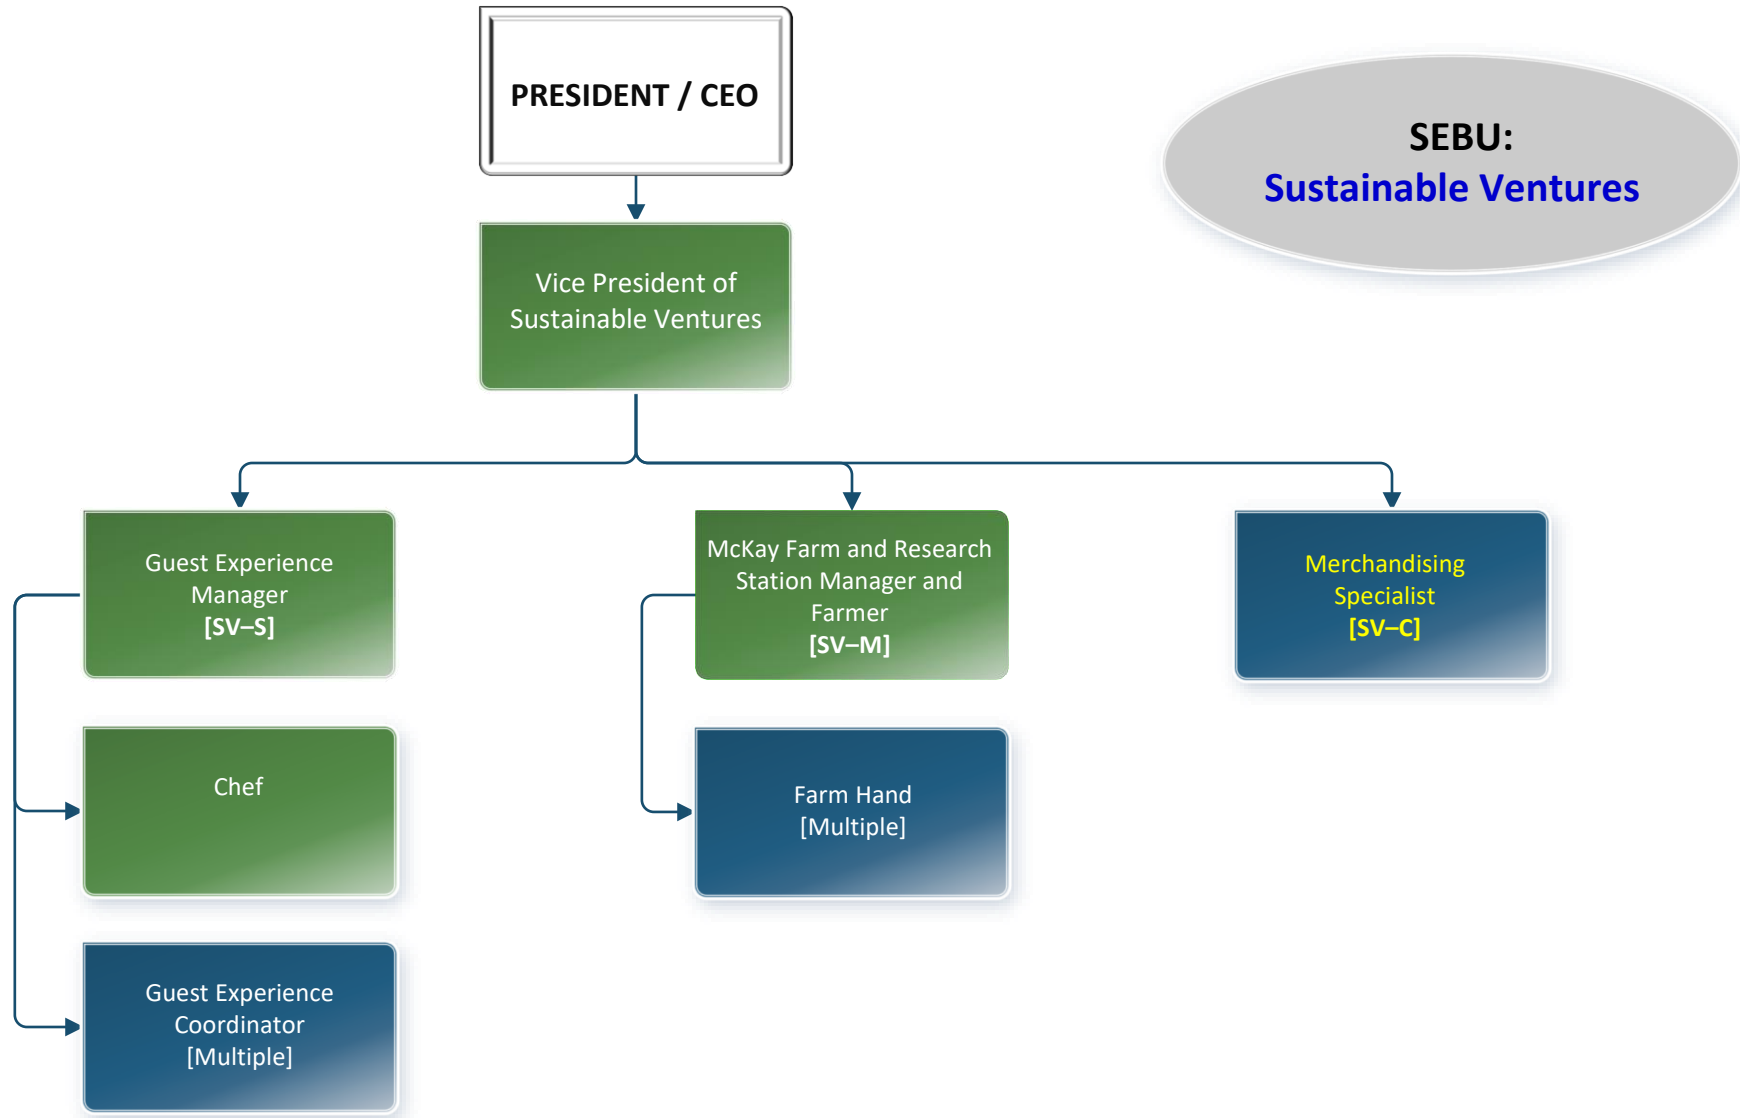 PRESIDENT / CEO
SEBU:
Sustainable Ventures
Vice President of
Sustainable Ventures
Guest Experience
Manager
[SV–S]
McKay Farm and Research
Station Manager and
Farmer
[SV–M]
Merchandising
Specialist
[SV–C]
Chef
Farm Hand
[Multiple]
Guest Experience
Coordinator
[Multiple]